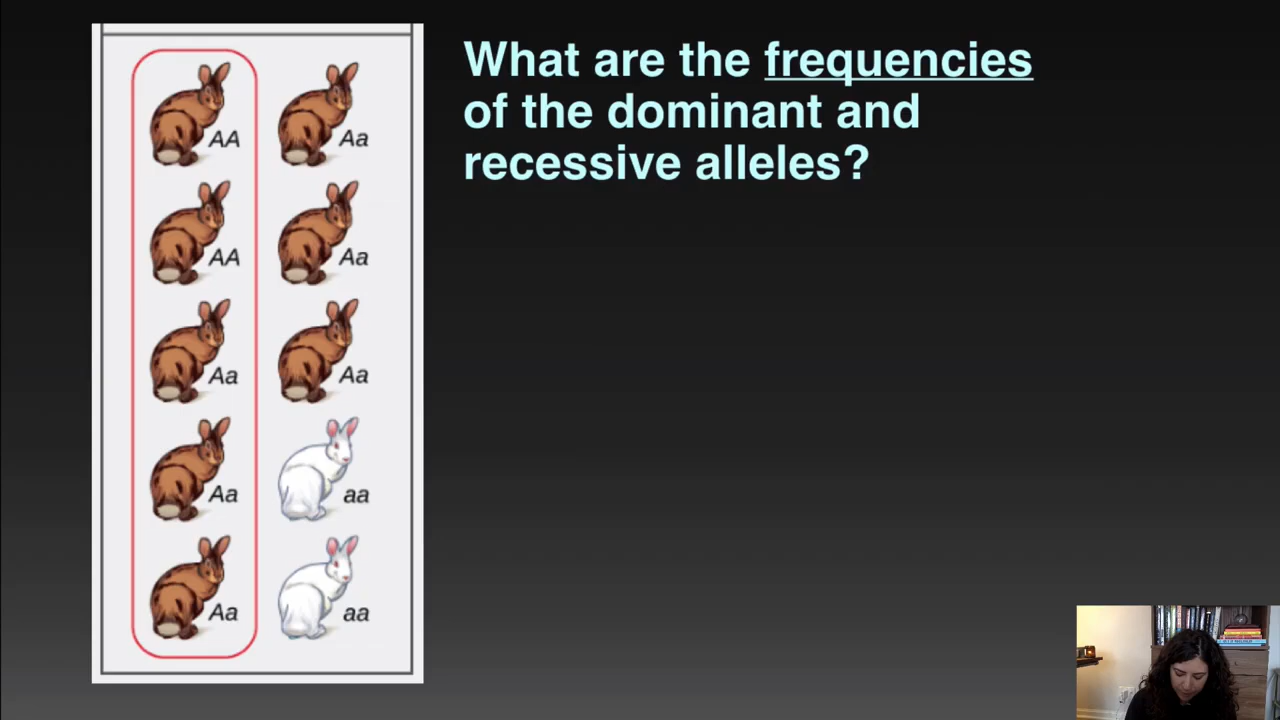 What are the frequencies
of the dominant and
recessive alleles?
AA Aa
AA Aa
Aa Aa
Aa aa
Aa aa